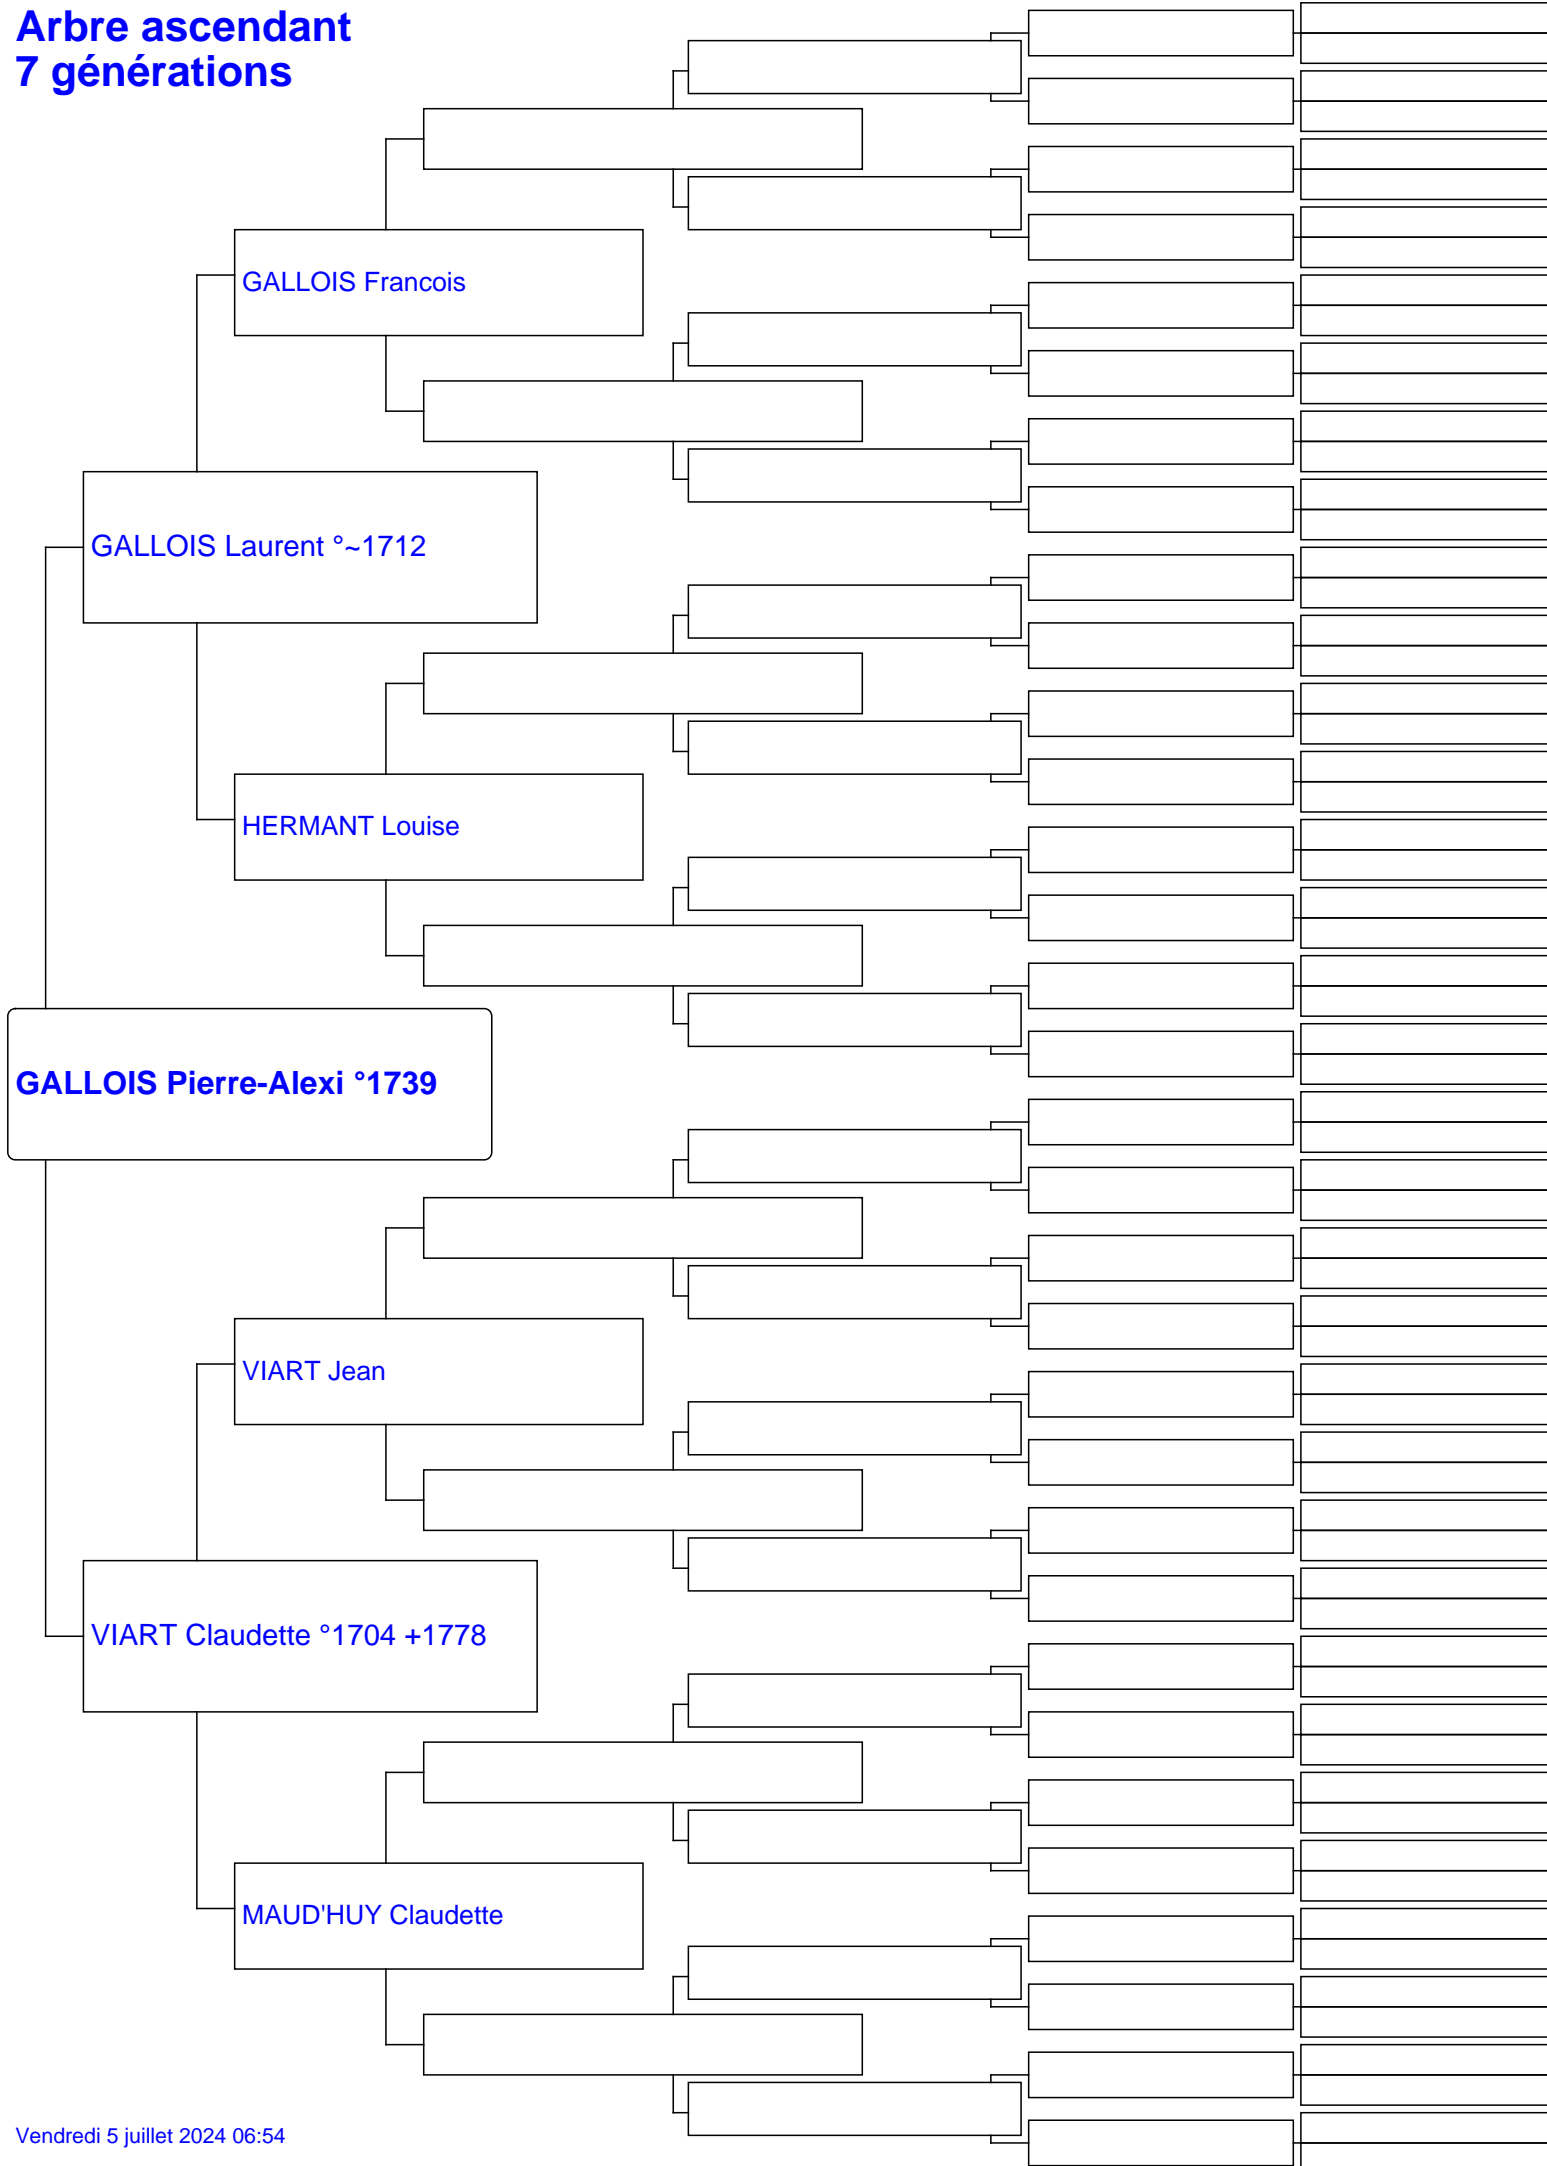 Arbre ascendant
7 générations
GALLOIS Francois
GALLOIS Laurent °~1712
HERMANT Louise
GALLOIS Pierre-Alexi °1739
VIART Jean
VIART Claudette °1704 +1778
MAUD'HUY Claudette
Vendredi 5 juillet 2024 06:54